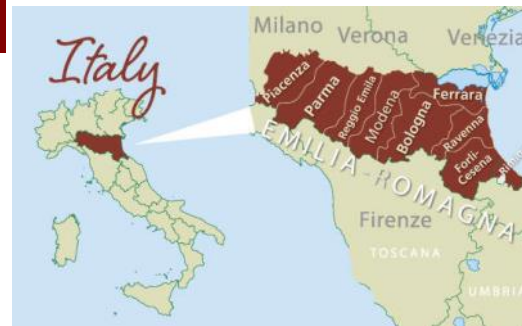 Italy
Milano
Verona
Venezia
Piacenza
Parma
Reggio Emilia
Modena
Bologna
Ferrara
Ravenna
Forlì-
Cesena
EMILIA-ROMAGNA
Firenze
TOSCANA
UMBRIA